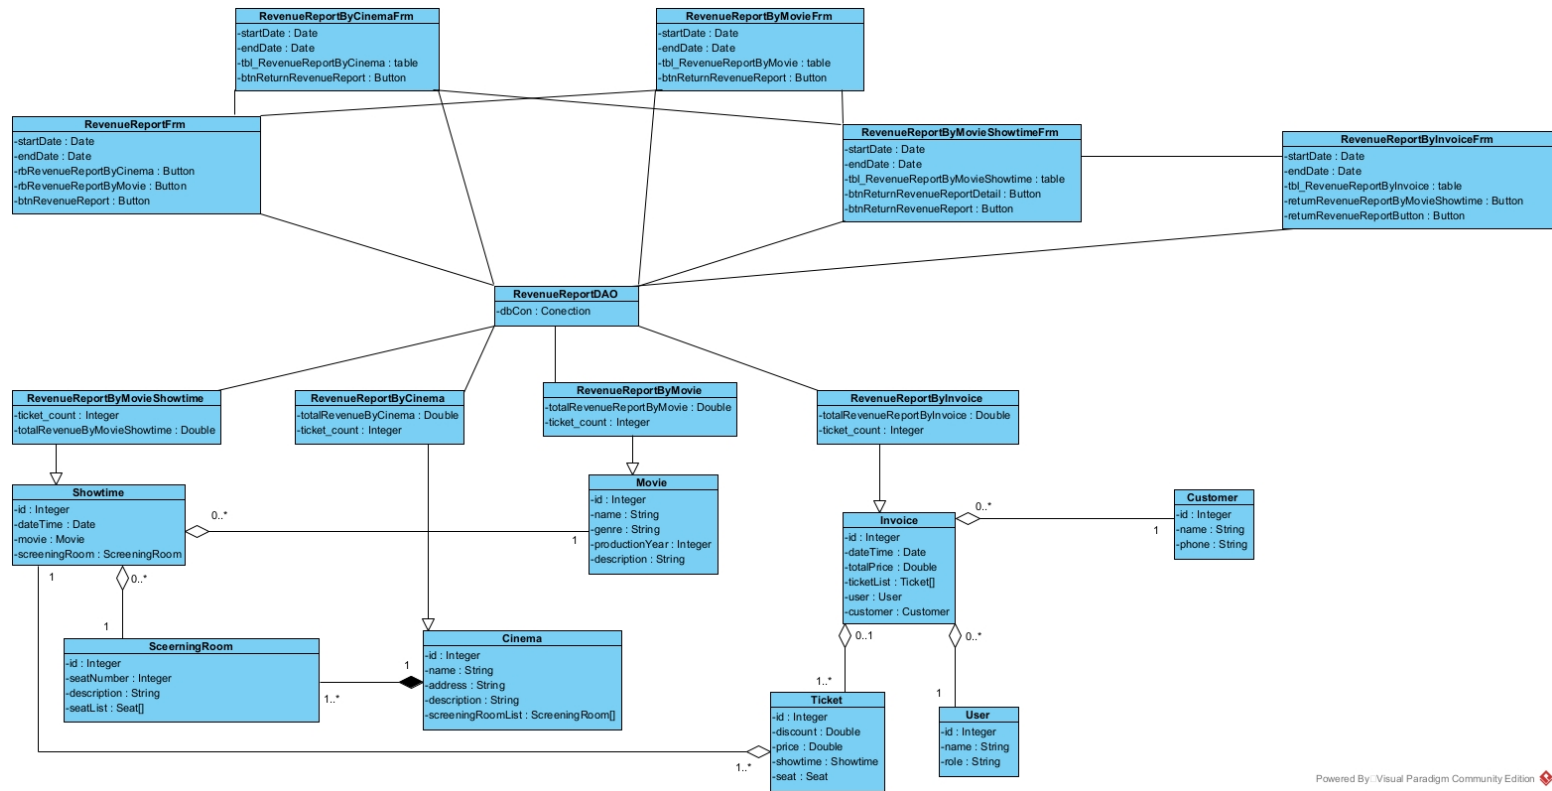 RevenueReportByCinemaFrm
-startDate : Date
-endDate : Date
-tbl_RevenueReportByCinema : table
-btnReturnRevenueReport : Button
RevenueReportByMovieFrm
-startDate : Date
-endDate : Date
-tbl_RevenueReportByMovie : table
-btnReturnRevenueReport : Button
RevenueReportFrm
-startDate : Date
-endDate : Date
-rbRevenueReportByCinema : Button
-rbRevenueReportByMovie : Button
-btnRevenueReport : Button
RevenueReportByMovieShowtimeFrm
-startDate : Date
-endDate : Date
-tbl_RevenueReportByMovieShowtime : table
-btnReturnRevenueReportDetail : Button
-btnReturnRevenueReport : Button
RevenueReportByInvoiceFrm
-startDate : Date
-endDate : Date
-tbl_RevenueReportByInvoice : table
-returnRevenueReportByMovieShowtime : Button
-returnRevenueReportButton : Button
RevenueReportDAO
-dbCon : Conection
RevenueReportByMovieShowtime
-ticket_count : Integer
-totalRevenueByMovieShowtime : Double
RevenueReportByCinema
-totalRevenueByCinema : Double
-ticket_count : Integer
RevenueReportByMovie
-totalRevenueReportByMovie : Double
-ticket_count : Integer
RevenueReportByInvoice
-totalRevenueReportByInvoice : Double
-ticket_count : Integer
Showtime
-id : Integer
-dateTime : Date
-movie : Movie
-screeningRoom : ScreeningRoom
0..*
1
Movie
-id : Integer
-name : String
-genre : String
-productionYear : Integer
-description : String
Invoice
-id : Integer
-dateTime : Date
-totalPrice : Double
-ticketList : Ticket[]
-user : User
-customer : Customer
0..*
1
Customer
-id : Integer
-name : String
-phone : String
1
0..*
1
SceerningRoom
-id : Integer
-seatNumber : Integer
-description : String
-seatList : Seat[]
1
1..*
Cinema
-id : Integer
-name : String
-address : String
-description : String
-screeningRoomList : ScreeningRoom[]
0..1
0..*
1..*
1
Ticket
-id : Integer
-discount : Double
-price : Double
-showtime : Showtime
-seat : Seat
1..*
User
-id : Integer
-name : String
-role : String
Powered By Visual Paradigm Community Edition